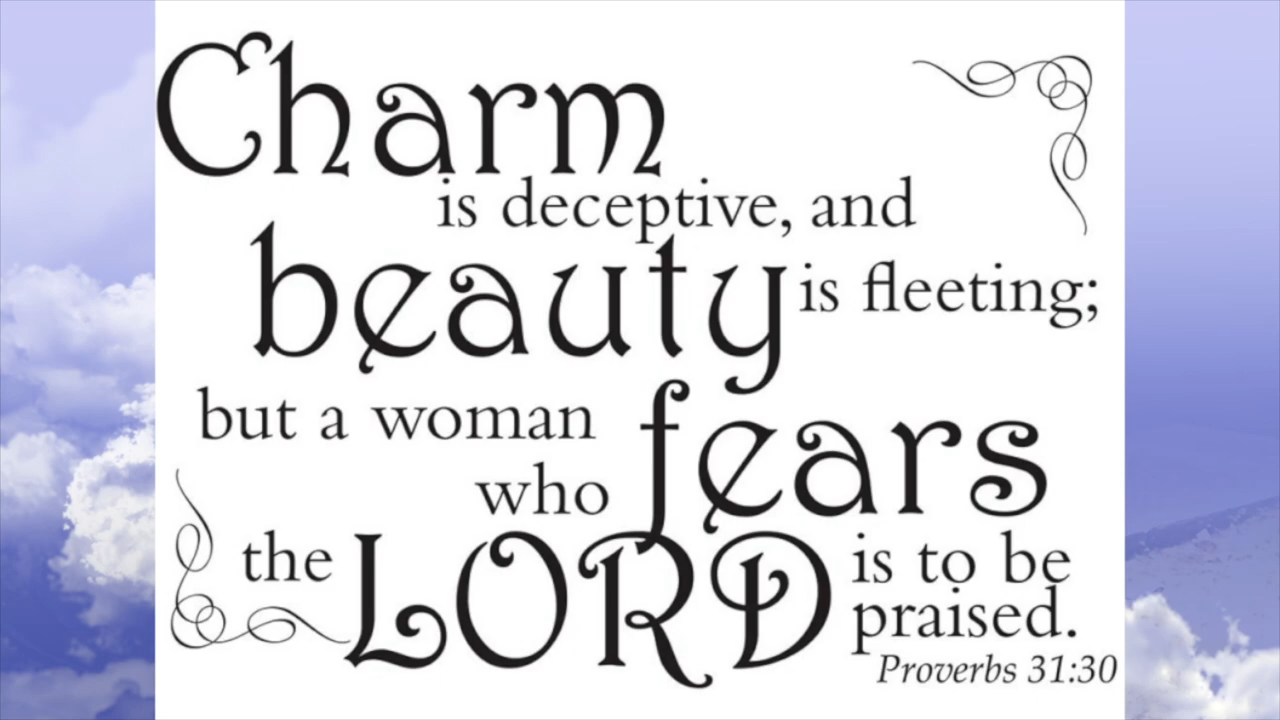 Charm
is deceptive, and
beauty is fleeting;
but a woman
who fears
the LORD is to be
praised.
Proverbs 31:30